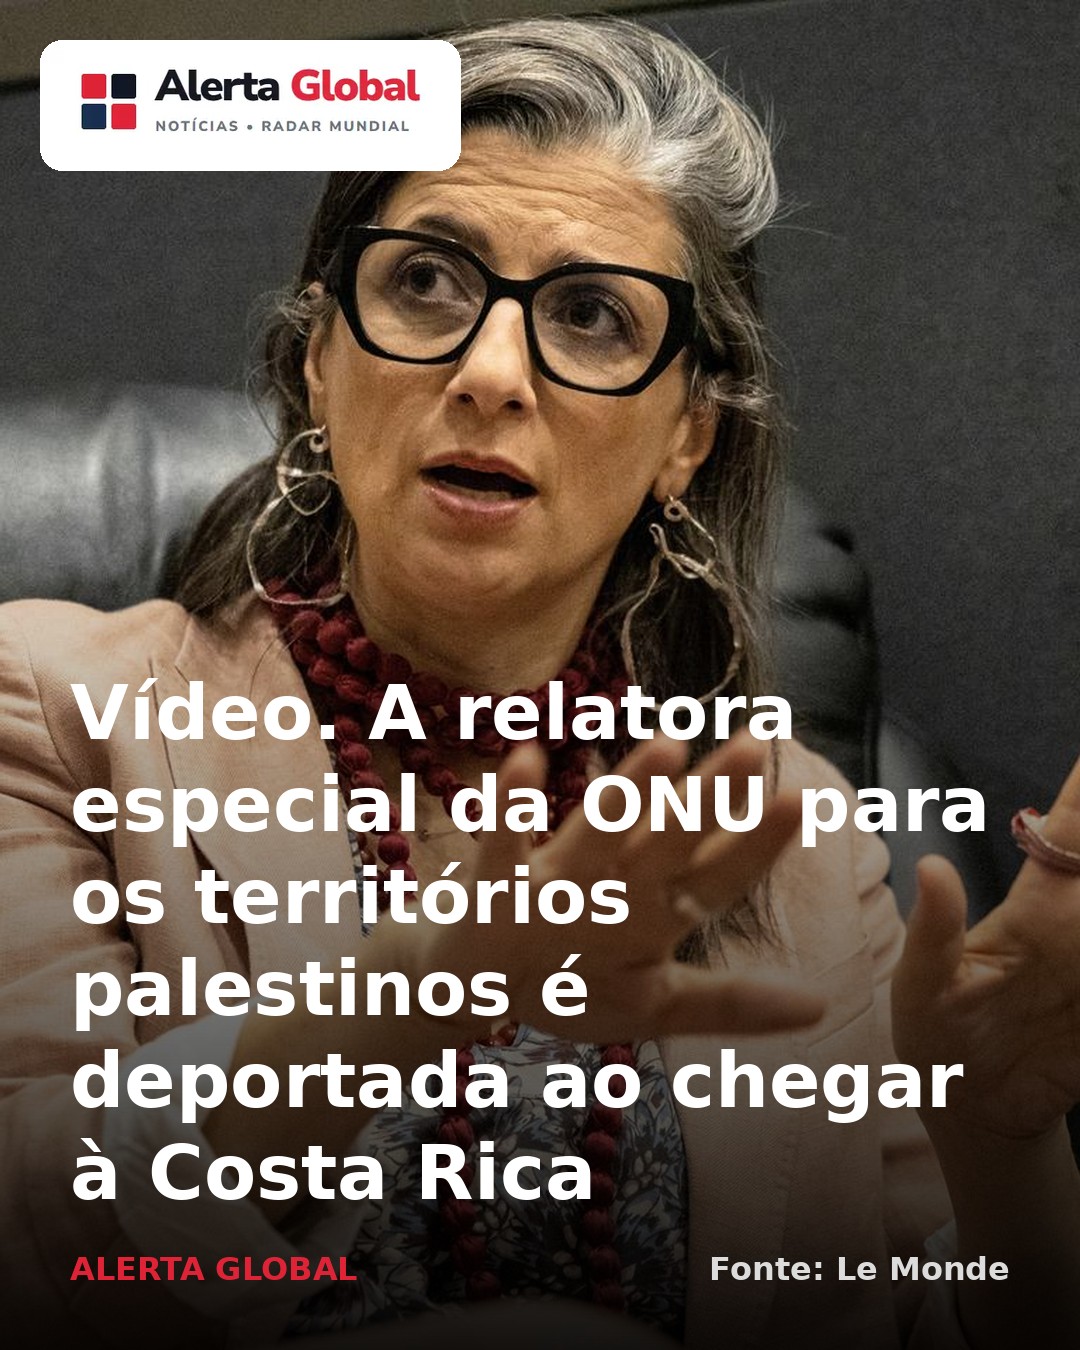 Alerta Global
NOTÍCIAS • RADAR MUNDIAL
Vídeo. A relatora
especial da ONU para
os territórios
palestinos é
deportada ao chegar
à Costa Rica
ALERTA GLOBAL
Fonte: Le Monde